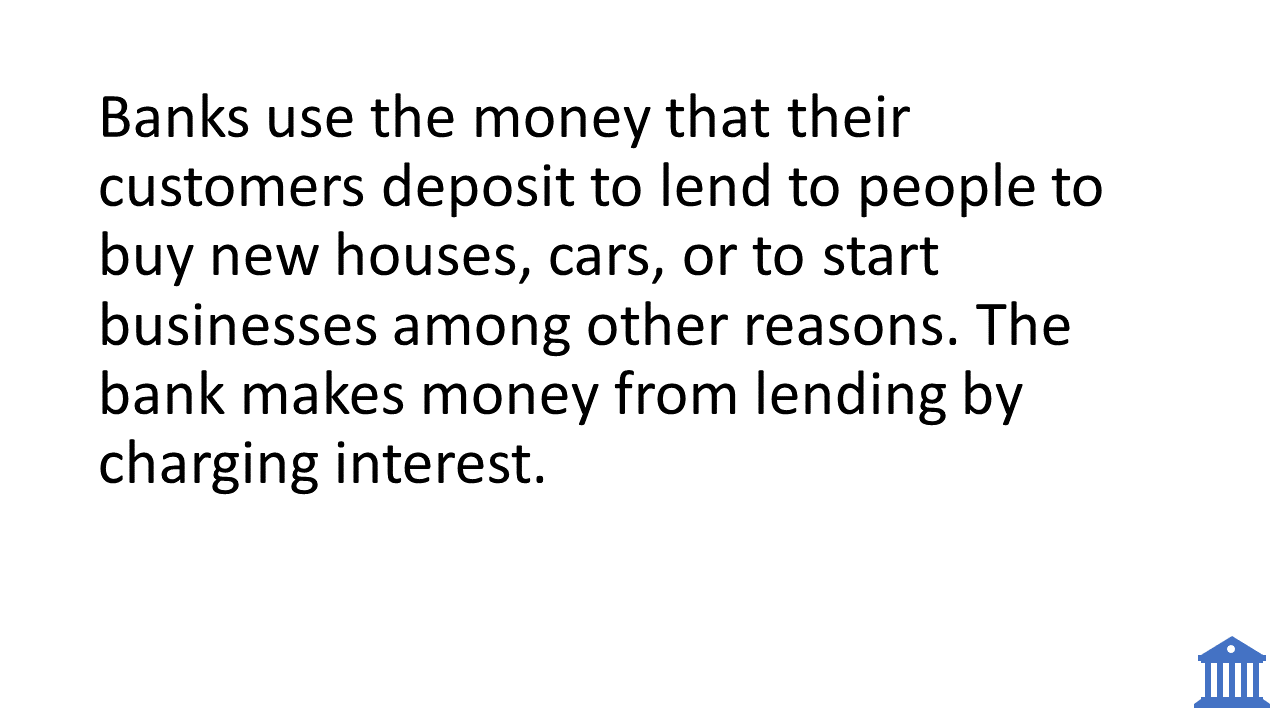 Banks use the money that their
customers deposit to lend to people to
buy new houses, cars, or to start
businesses among other reasons. The
bank makes money from lending by
charging interest.